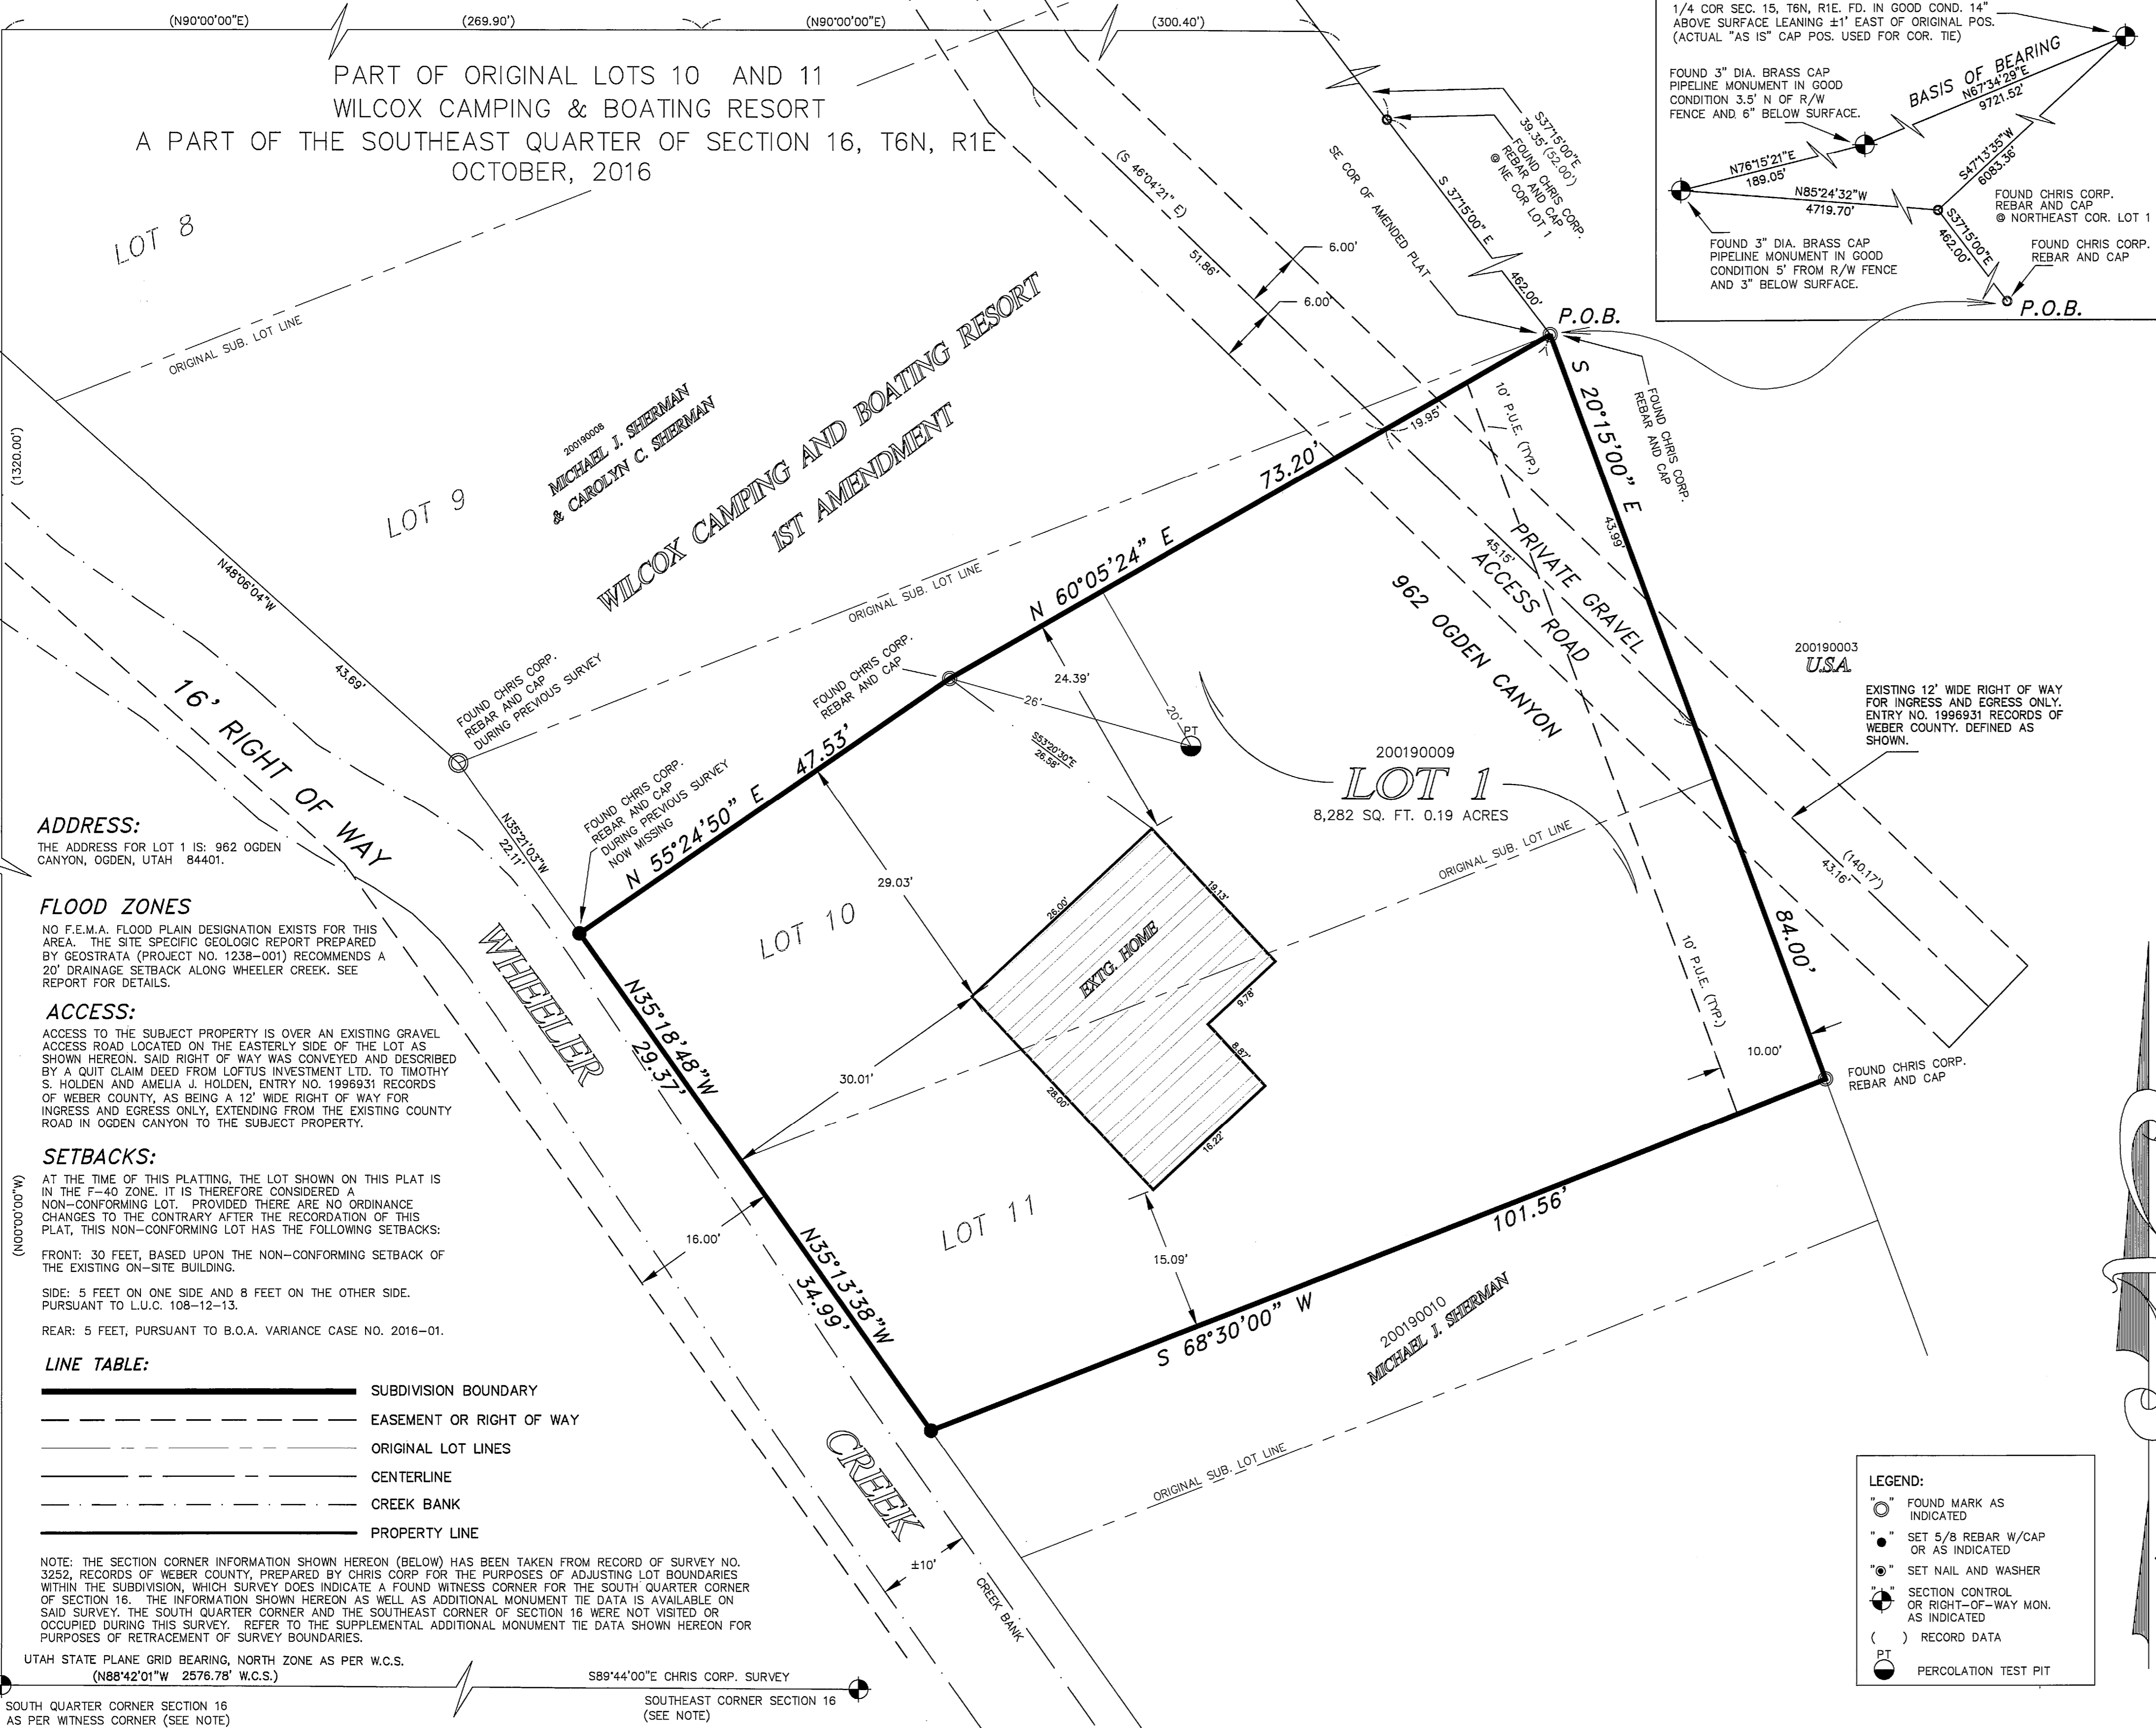 (N90°00'00"E)
(269.90')
(N90°00'00"E)
(300.40')
PART OF ORIGINAL LOTS 10 AND 11
WILCOX CAMPING & BOATING RESORT
A PART OF THE SOUTHEAST QUARTER OF SECTION 16, T6N, R1E
OCTOBER, 2016
1/4 COR SEC. 15, T6N, R1E. FD. IN GOOD COND. 14"
ABOVE SURFACE LEANING ±1' EAST OF ORIGINAL POS.
(ACTUAL "AS IS" CAP POS. USED FOR COR. TIE)
FOUND 3" DIA. BRASS CAP
PIPELINE MONUMENT IN GOOD
CONDITION 3.5' N OF R/W
FENCE AND 6" BELOW SURFACE.
BASIS OF BEARING
N67°34'29"E
9721.52'
N76°15'21"E
189.05'
S47°13'35"W
6083.36'
N85°24'32"W
4719.70'
FOUND CHRIS CORP.
REBAR AND CAP
@ NORTHEAST COR. LOT 1
S37°15'00"E
462.00'
FOUND 3" DIA. BRASS CAP
PIPELINE MONUMENT IN GOOD
CONDITION 5' FROM R/W FENCE
AND 3" BELOW SURFACE.
FOUND CHRIS CORP.
REBAR AND CAP
P.O.B.
S37°15'00"E
39.35'(52.00')
FOUND CHRIS CORP.
REBAR AND CAP
@ NE COR LOT 1
SE COR OF AMENDED PLAT
S 37°15'00" E
462.00'
P.O.B.
(S 46°04'21" E)
51.86'
6.00'
6.00'
LOT 8
ORIGINAL SUB. LOT LINE
(1320.00')
LOT 9
200190008
MICHAEL J. SHERMAN
& CAROLYN C. SHERMAN
WILCOX CAMPING AND BOATING RESORT
1ST AMENDMENT
73.20'
19.95'
10' P.U.E. (TYP.)
S 20°15'00" E
FOUND CHRIS CORP.
REBAR AND CAP
43.99'
45.15'
PRIVATE GRAVEL
ACCESS ROAD
962 OGDEN CANYON
N 60°05'24" E
ORIGINAL SUB. LOT LINE
N48°06'04"W
43.69'
16' RIGHT OF WAY
FOUND CHRIS CORP.
REBAR AND CAP
DURING PREVIOUS SURVEY
FOUND CHRIS CORP.
REBAR AND CAP
24.39'
26'
20'
PT
S53°20'30"E
26.58'
200190003
U.S.A.
EXISTING 12' WIDE RIGHT OF WAY
FOR INGRESS AND EGRESS ONLY.
ENTRY NO. 1996931 RECORDS OF
WEBER COUNTY. DEFINED AS
SHOWN.
200190009
LOT 1
8,282 SQ. FT. 0.19 ACRES
47.53'
N 55°24'50" E
FOUND CHRIS CORP.
REBAR AND CAP
DURING PREVIOUS SURVEY
NOW MISSING
N35°21'03"W
22.11'
29.03'
LOT 10
26.00'
19.13'
EXTG. HOME
9.78'
8.87'
16.22'
28.00'
ORIGINAL SUB. LOT LINE
(140.17')
43.16'
84.00'
10' P.U.E. (TYP.)
10.00'
FOUND CHRIS CORP.
REBAR AND CAP
ADDRESS:
THE ADDRESS FOR LOT 1 IS: 962 OGDEN
CANYON, OGDEN, UTAH 84401.
FLOOD ZONES
NO F.E.M.A. FLOOD PLAIN DESIGNATION EXISTS FOR THIS
AREA. THE SITE SPECIFIC GEOLOGIC REPORT PREPARED
BY GEOSTRATA (PROJECT NO. 1238-001) RECOMMENDS A
20' DRAINAGE SETBACK ALONG WHEELER CREEK. SEE
REPORT FOR DETAILS.
ACCESS:
ACCESS TO THE SUBJECT PROPERTY IS OVER AN EXISTING GRAVEL
ACCESS ROAD LOCATED ON THE EASTERLY SIDE OF THE LOT AS
SHOWN HEREON. SAID RIGHT OF WAY WAS CONVEYED AND DESCRIBED
BY A QUIT CLAIM DEED FROM LOFTUS INVESTMENT LTD. TO TIMOTHY
S. HOLDEN AND AMELIA J. HOLDEN, ENTRY NO. 1996931 RECORDS
OF WEBER COUNTY, AS BEING A 12' WIDE RIGHT OF WAY FOR
INGRESS AND EGRESS ONLY, EXTENDING FROM THE EXISTING COUNTY
ROAD IN OGDEN CANYON TO THE SUBJECT PROPERTY.
WHEELER
N35°18'48"W
29.37'
30.01'
SETBACKS:
AT THE TIME OF THIS PLATTING, THE LOT SHOWN ON THIS PLAT IS
IN THE F-40 ZONE. IT IS THEREFORE CONSIDERED A
NON-CONFORMING LOT. PROVIDED THERE ARE NO ORDINANCE
CHANGES TO THE CONTRARY AFTER THE RECORDATION OF THIS
PLAT, THIS NON-CONFORMING LOT HAS THE FOLLOWING SETBACKS:
FRONT: 30 FEET, BASED UPON THE NON-CONFORMING SETBACK OF
THE EXISTING ON-SITE BUILDING.
SIDE: 5 FEET ON ONE SIDE AND 8 FEET ON THE OTHER SIDE.
PURSUANT TO L.U.C. 108-12-13.
REAR: 5 FEET, PURSUANT TO B.O.A. VARIANCE CASE NO. 2016-01.
(N00°00'00"W)
16.00'
LOT 11
15.09'
101.56'
S 68°30'00" W
N35°13'38"W
34.99'
200190010
MICHAEL J. SHERMAN
LINE TABLE:
SUBDIVISION BOUNDARY
EASEMENT OR RIGHT OF WAY
ORIGINAL LOT LINES
CENTERLINE
CREEK BANK
PROPERTY LINE
CREEK
±10'
CREEK BANK
ORIGINAL SUB. LOT LINE
NOTE: THE SECTION CORNER INFORMATION SHOWN HEREON (BELOW) HAS BEEN TAKEN FROM RECORD OF SURVEY NO.
3252, RECORDS OF WEBER COUNTY, PREPARED BY CHRIS CORP FOR THE PURPOSES OF ADJUSTING LOT BOUNDARIES
WITHIN THE SUBDIVISION, WHICH SURVEY DOES INDICATE A FOUND WITNESS CORNER FOR THE SOUTH QUARTER CORNER
OF SECTION 16. THE INFORMATION SHOWN HEREON AS WELL AS ADDITIONAL MONUMENT TIE DATA IS AVAILABLE ON
SAID SURVEY. THE SOUTH QUARTER CORNER AND THE SOUTHEAST CORNER OF SECTION 16 WERE NOT VISITED OR
OCCUPIED DURING THIS SURVEY. REFER TO THE SUPPLEMENTAL ADDITIONAL MONUMENT TIE DATA SHOWN HEREON FOR
PURPOSES OF RETRACEMENT OF SURVEY BOUNDARIES.
UTAH STATE PLANE GRID BEARING, NORTH ZONE AS PER W.C.S.
(N88°42'01"W 2576.78' W.C.S.)
S89°44'00"E CHRIS CORP. SURVEY
SOUTH QUARTER CORNER SECTION 16
AS PER WITNESS CORNER (SEE NOTE)
SOUTHEAST CORNER SECTION 16
(SEE NOTE)
LEGEND:
"◎" FOUND MARK AS
INDICATED
"●" SET 5/8 REBAR W/CAP
OR AS INDICATED
"◉" SET NAIL AND WASHER
" " SECTION CONTROL
OR RIGHT-OF-WAY MON.
AS INDICATED
( ) RECORD DATA
PT
PERCOLATION TEST PIT